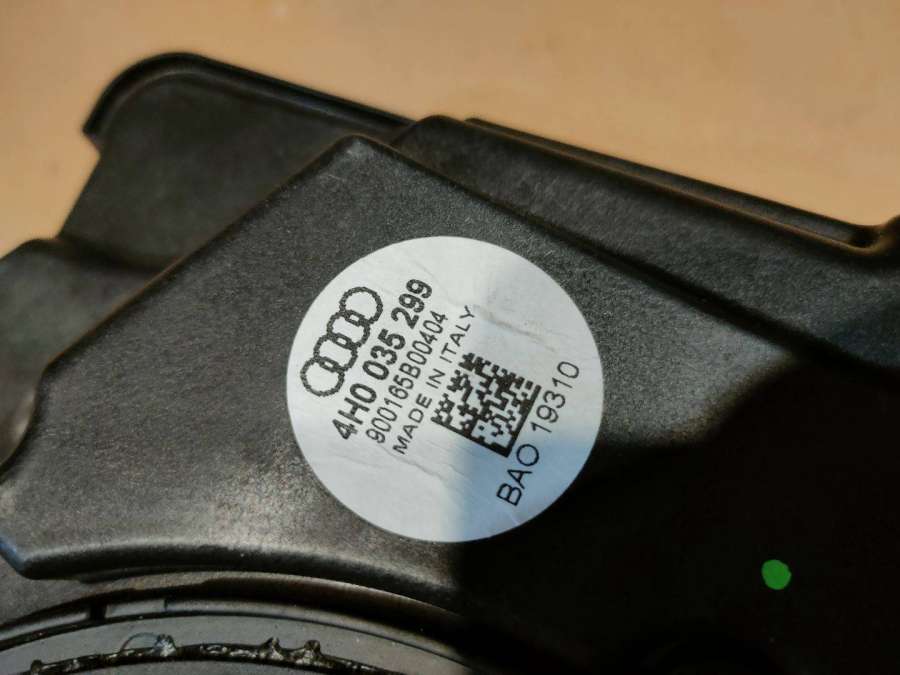 4H0 035 299
900165B00404
MADE IN ITALY
BAO 19310